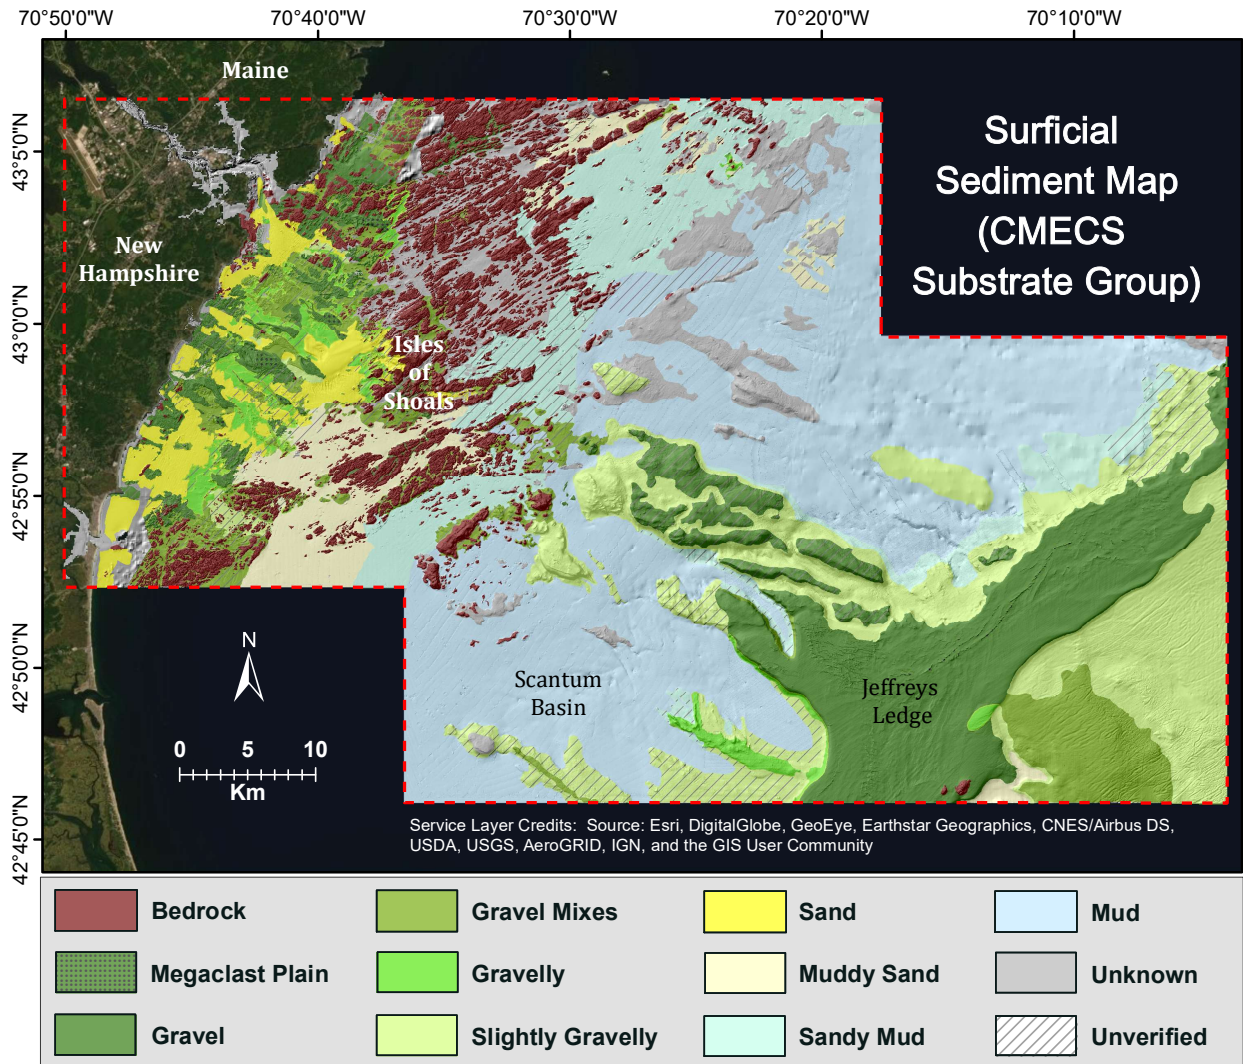 70°50'0"W 70°40'0"W 70°30'0"W 70°20'0"W 70°10'0"W
43°5'0"N
43°0'0"N
42°55'0"N
42°50'0"N
42°45'0"N
Maine
New
Hampshire
Isles
of
Shoals
Surficial
Sediment Map
(CMECS
Substrate Group)
Scantum
Basin
Jeffreys
Ledge
N
0 5 10
Km
Service Layer Credits: Source: Esri, DigitalGlobe, GeoEye, Earthstar Geographics, CNES/Airbus DS,
USDA, USGS, AeroGRID, IGN, and the GIS User Community
Bedrock
Megaclast Plain
Gravel
Gravel Mixes
Gravelly
Slightly Gravelly
Sand
Muddy Sand
Sandy Mud
Mud
Unknown
Unverified